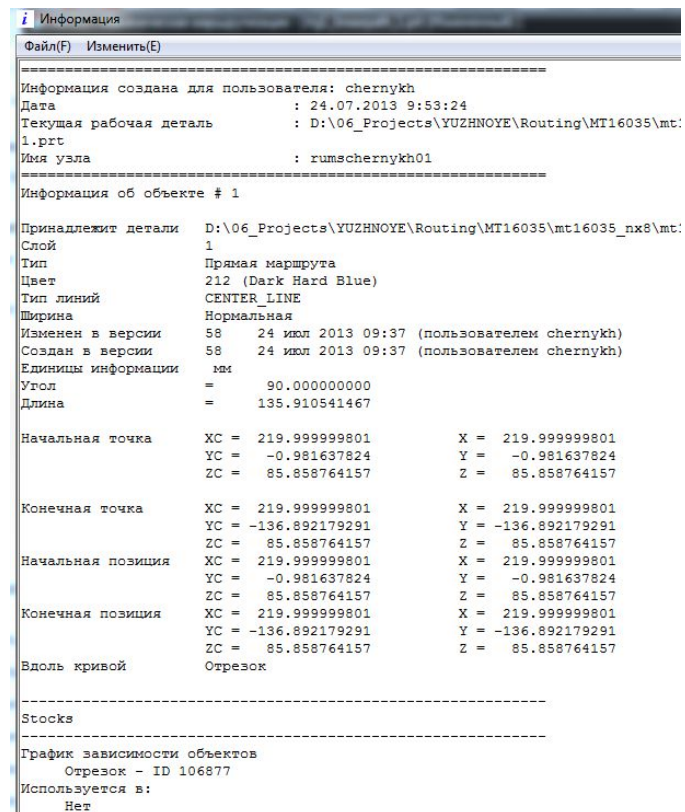 Информация
Файл(F) Изменить(E)
============================================================
Информация создана для пользователя: chernykh
Дата : 24.07.2013 9:53:24
Текущая рабочая деталь : D:\06_Projects\YUZHNOYE\Routing\MT16035\mt1
1.prt
Имя узла : rumschernykh01
============================================================
Информация об объекте # 1
Принадлежит детали D:\06_Projects\YUZHNOYE\Routing\MT16035\mt16035_nx8\mt1
Слой 1
Тип Прямая маршрута
Цвет 212 (Dark Hard Blue)
Тип линий CENTER_LINE
Ширина Нормальная
Изменен в версии 58 24 июл 2013 09:37 (пользователем chernykh)
Создан в версии 58 24 июл 2013 09:37 (пользователем chernykh)
Единицы информации мм
Угол = 90.000000000
Длина = 135.910541467
Начальная точка XC = 219.999999801 X = 219.999999801
YC = -0.981637824 Y = -0.981637824
ZC = 85.858764157 Z = 85.858764157
Конечная точка XC = 219.999999801 X = 219.999999801
YC = -136.892179291 Y = -136.892179291
ZC = 85.858764157 Z = 85.858764157
Начальная позиция XC = 219.999999801 X = 219.999999801
YC = -0.981637824 Y = -0.981637824
ZC = 85.858764157 Z = 85.858764157
Конечная позиция XC = 219.999999801 X = 219.999999801
YC = -136.892179291 Y = -136.892179291
ZC = 85.858764157 Z = 85.858764157
Вдоль кривой Отрезок
------------------------------------------------------------
Stocks
------------------------------------------------------------
График зависимости объектов
Отрезок - ID 106877
Используется в:
Нет